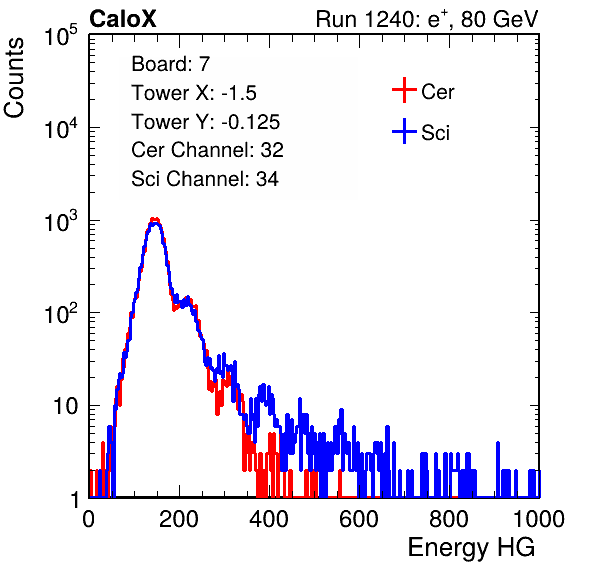 CaloX Run 1240: e⁺, 80 GeV
Counts
10⁵
10⁴
10³
10²
10
1
Board: 7
Tower X: -1.5
Tower Y: -0.125
Cer Channel: 32
Sci Channel: 34
Cer
Sci
0 200 400 600 800 1000
Energy HG